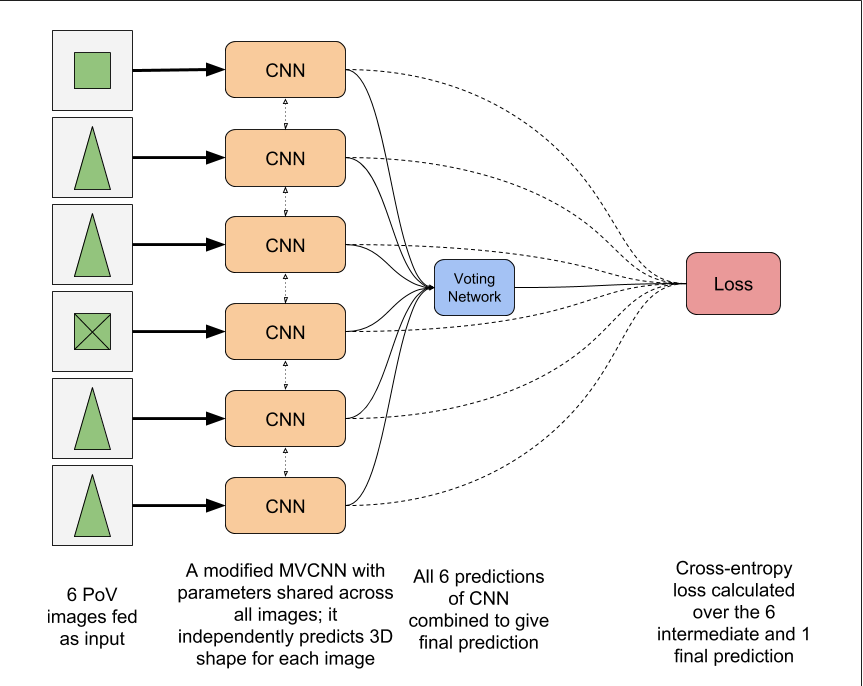 CNN
CNN
CNN
CNN
CNN
CNN
Voting
Network
Loss
6 PoV
images fed
as input
A modified MVCNN with
parameters shared across
all images; it
independently predicts 3D
shape for each image
All 6 predictions
of CNN
combined to give
final prediction
Cross-entropy
loss calculated
over the 6
intermediate and 1
final prediction